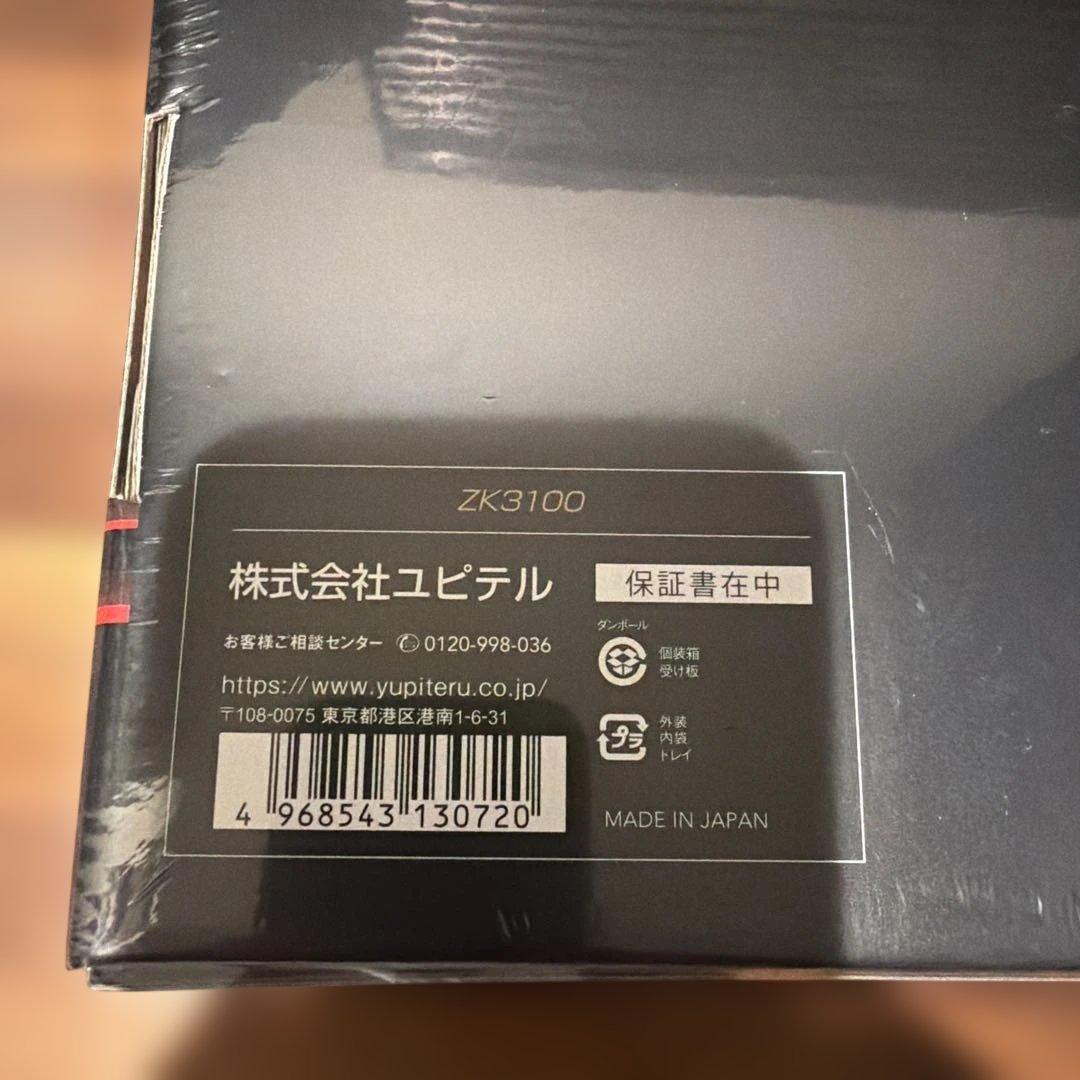 ZK3100
株式会社ユピテル
保証書在中
お客様ご相談センター 0120-998-036
https://www.yupiteru.co.jp/
〒108-0075 東京都港区港南1-6-31
ダンボール
個装箱
受け板
プラ
外装
内袋
トレイ
4 968543 130720
MADE IN JAPAN